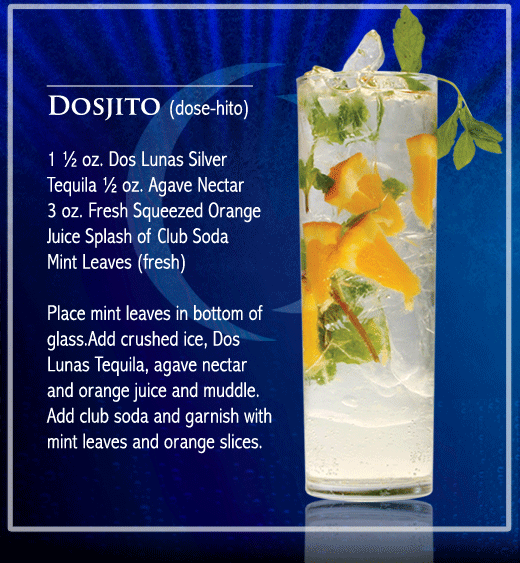 DOSJITO (dose-hito)
1 ½ oz. Dos Lunas Silver
Tequila ½ oz. Agave Nectar
3 oz. Fresh Squeezed Orange
Juice Splash of Club Soda
Mint Leaves (fresh)
Place mint leaves in bottom of
glass.Add crushed ice, Dos
Lunas Tequila, agave nectar
and orange juice and muddle.
Add club soda and garnish with
mint leaves and orange slices.